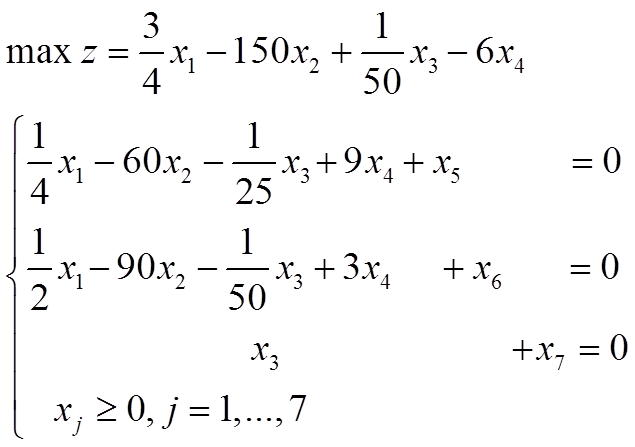 max z = 3/4 x₁ − 150x₂ + 1/50 x₃ − 6x₄
1/4 x₁ − 60x₂ − 1/25 x₃ + 9x₄ + x₅ = 0
1/2 x₁ − 90x₂ − 1/50 x₃ + 3x₄ + x₆ = 0
x₃ + x₇ = 0
xⱼ ≥ 0, j = 1,...,7